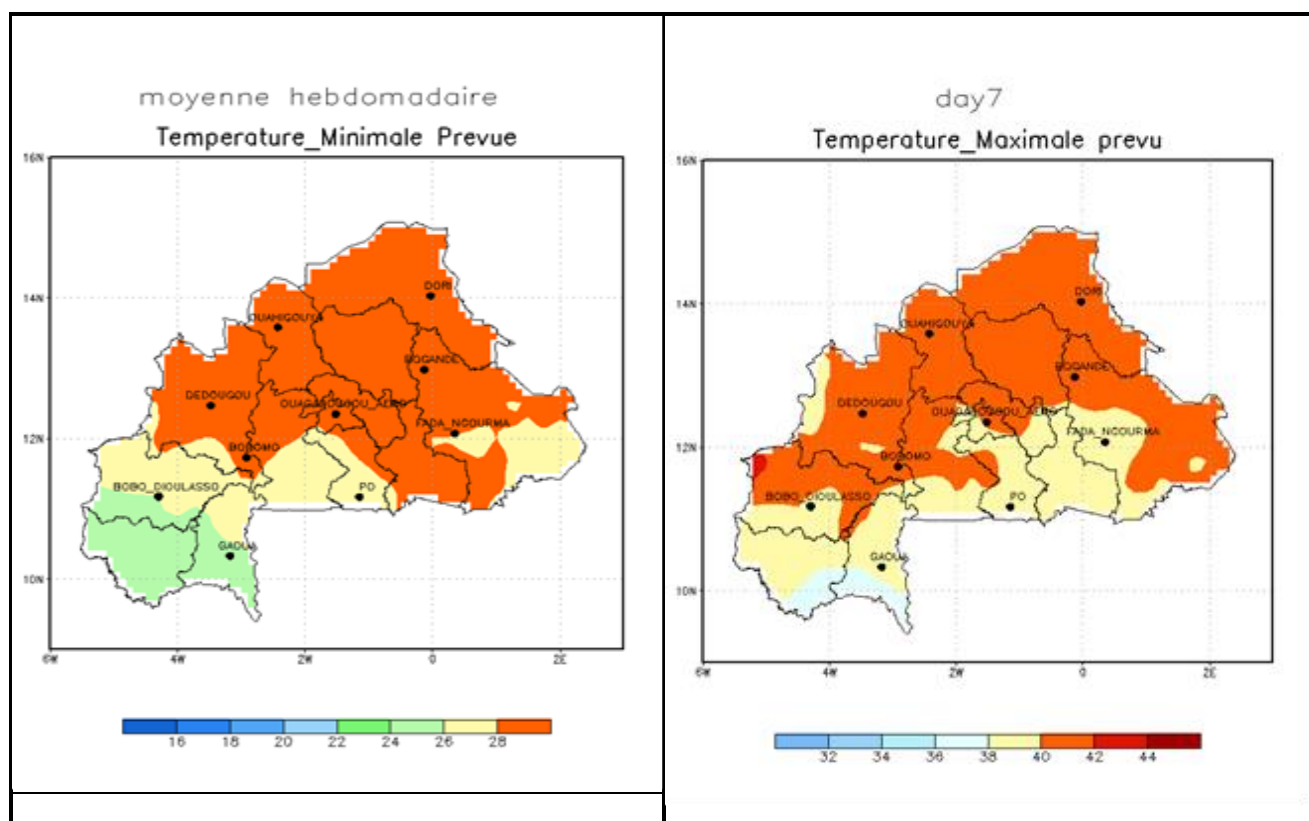 moyenne hebdomadaire
Temperature_Minimale Prevue
16N
14N
12N
10N
6W 4W 2W 0 2E
DORI
OUAHIGOUYA
BOGANDE
DEDOUGOU
OUAGADOUGOU_AERO
FADA_NGOURMA
BOROMO
BOBO_DIOULASSO
PO
GAOUA
16 18 20 22 24 26 28
day7
Temperature_Maximale prevu
16N
14N
12N
10N
6W 4W 2W 0 2E
DORI
OUAHIGOUYA
BOGANDE
DEDOUGOU
OUAGADOUGOU_AERO
FADA_NGOURMA
BOROMO
BOBO_DIOULASSO
PO
GAOUA
32 34 36 38 40 42 44